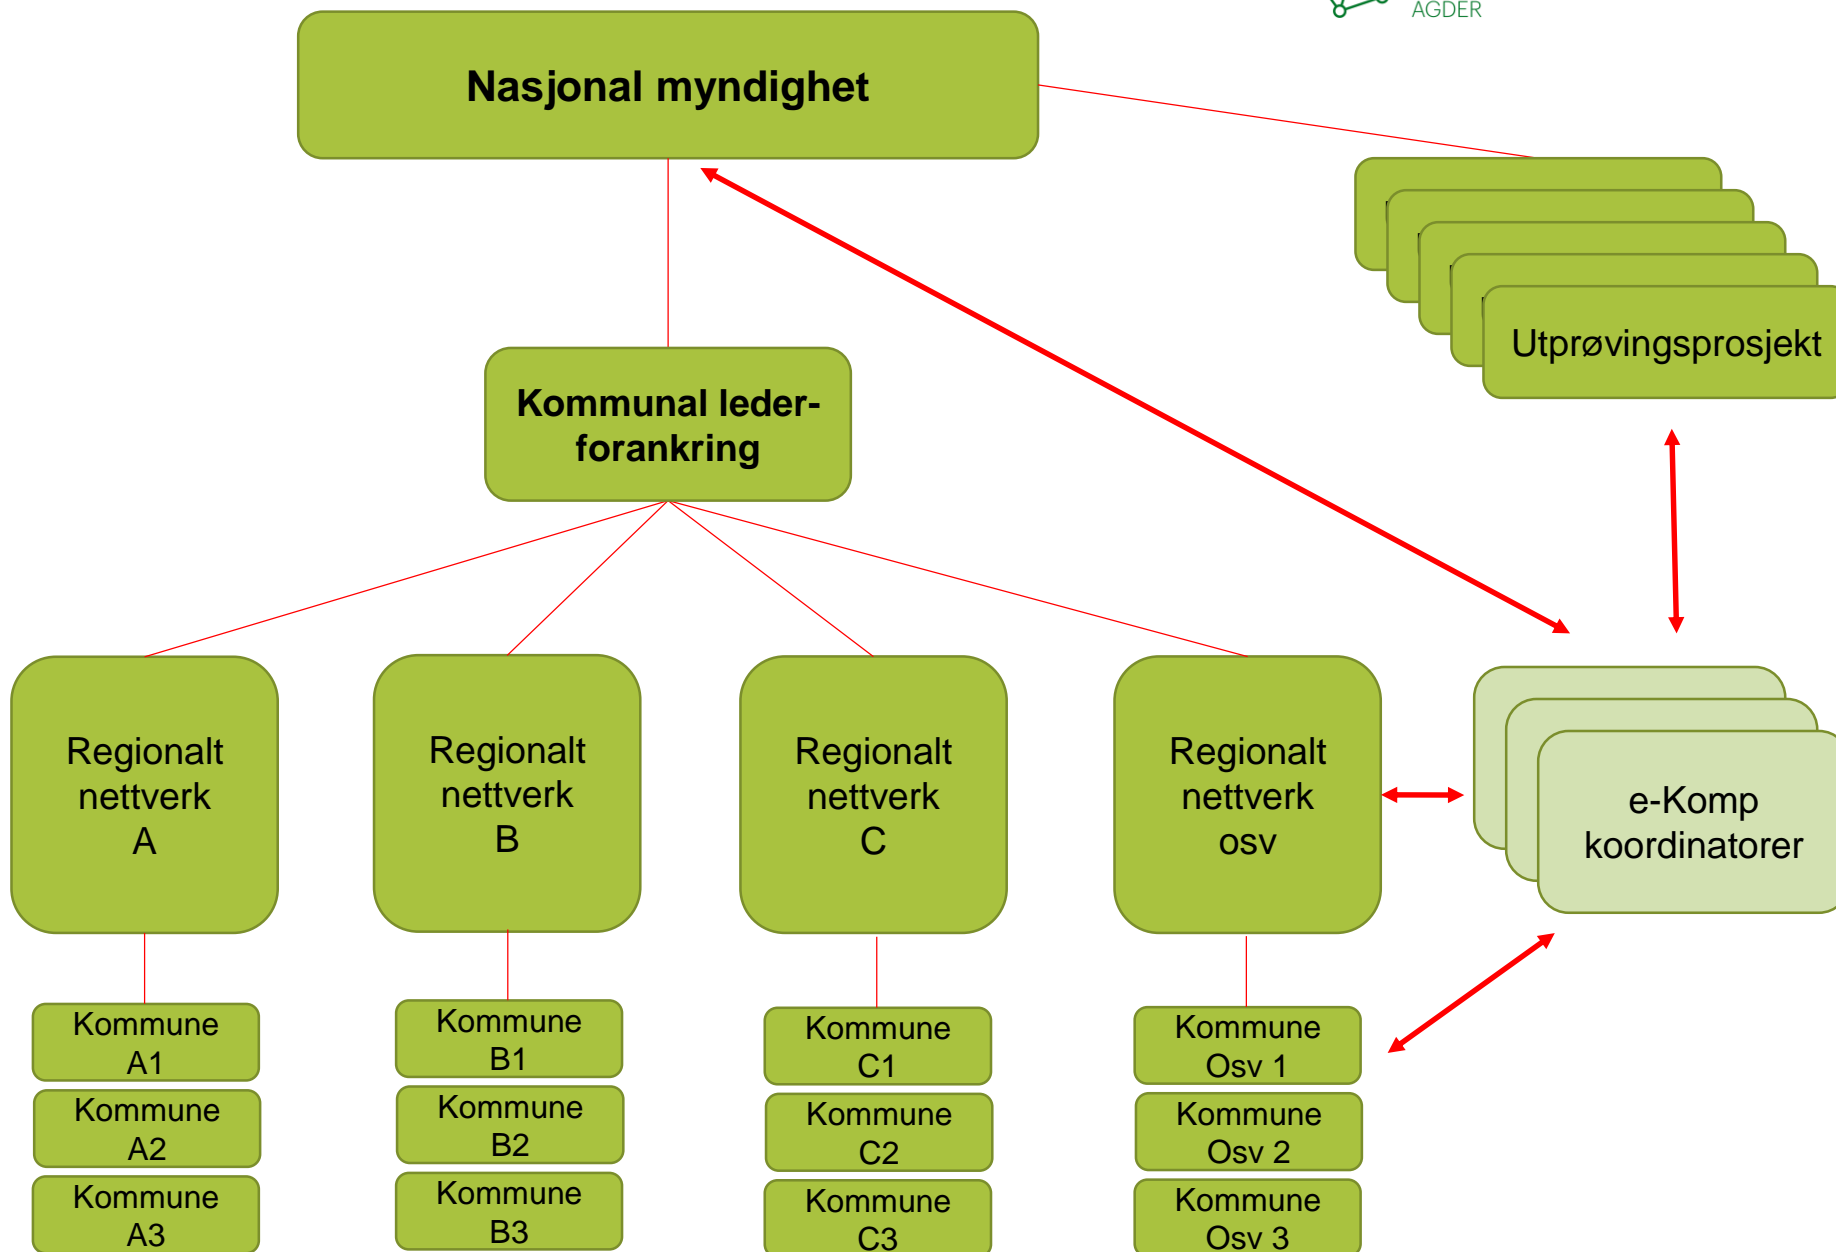 AGDER
Nasjonal myndighet
Utprøvingsprosjekt
Kommunal leder-
forankring
Regionalt
nettverk
A
Regionalt
nettverk
B
Regionalt
nettverk
C
Regionalt
nettverk
osv
e-Komp
koordinatorer
Kommune
A1
Kommune
A2
Kommune
A3
Kommune
B1
Kommune
B2
Kommune
B3
Kommune
C1
Kommune
C2
Kommune
C3
Kommune
Osv 1
Kommune
Osv 2
Kommune
Osv 3